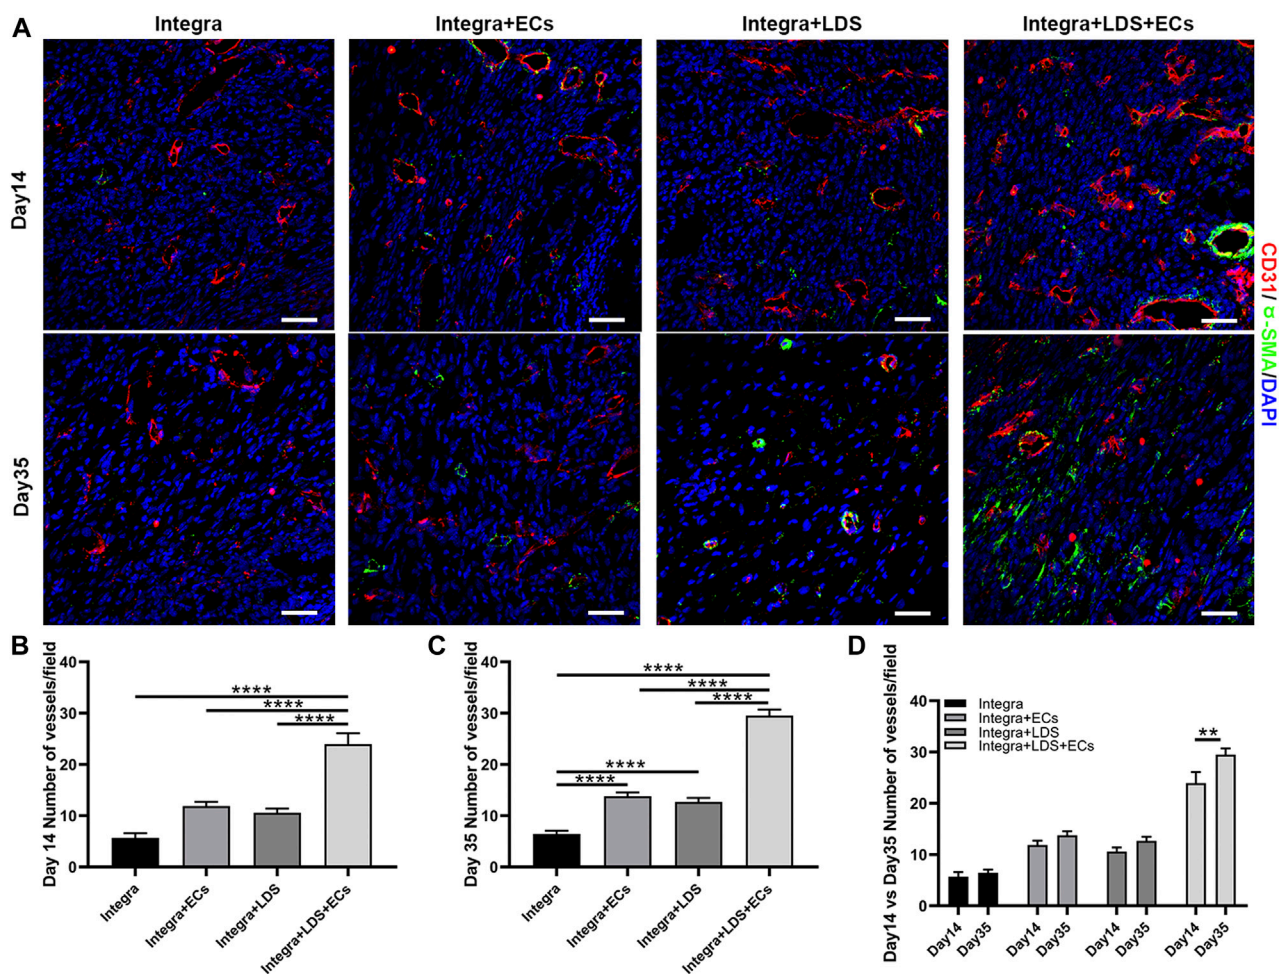 A
Integra
Integra+ECs
Integra+LDS
Integra+LDS+ECs
Day14
Day35
CD31/ α-SMA/DAPI
B
Day 14 Number of vessels/field
40
30
20
10
0
****
****
****
Integra
Integra+ECs
Integra+LDS
Integra+LDS+ECs
C
Day 35 Number of vessels/field
40
30
20
10
0
****
****
****
****
****
Integra
Integra+ECs
Integra+LDS
Integra+LDS+ECs
D
Day14 vs Day35 Number of vessels/field
40
30
20
10
0
Integra
Integra+ECs
Integra+LDS
Integra+LDS+ECs
**
Day14
Day35
Day14
Day35
Day14
Day35
Day14
Day35